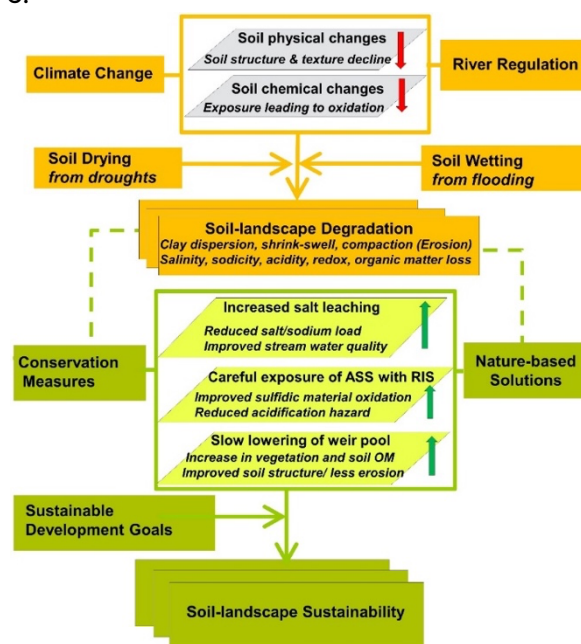 Soil physical changes
Soil structure & texture decline
Climate Change
River Regulation
Soil chemical changes
Exposure leading to oxidation
Soil Drying
from droughts
Soil Wetting
from flooding
Soil-landscape Degradation
Clay dispersion, shrink-swell, compaction (Erosion)
Salinity, sodicity, acidity, redox, organic matter loss
Increased salt leaching
Reduced salt/sodium load
Improved stream water quality
Conservation
Measures
Nature-based
Solutions
Careful exposure of ASS with RIS
Improved sulfidic material oxidation
Reduced acidification hazard
Slow lowering of weir pool
Increase in vegetation and soil OM
Improved soil structure/ less erosion
Sustainable
Development Goals
Soil-landscape Sustainability